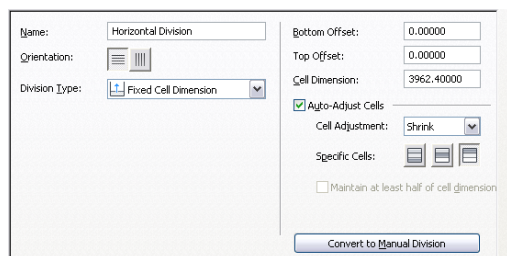 Name:
Horizontal Division
Orientation:
Division Type:
Fixed Cell Dimension
Bottom Offset:
0.00000
Top Offset:
0.00000
Cell Dimension:
3962.40000
Auto-Adjust Cells
Cell Adjustment:
Shrink
Specific Cells:
Maintain at least half of cell dimension
Convert to Manual Division